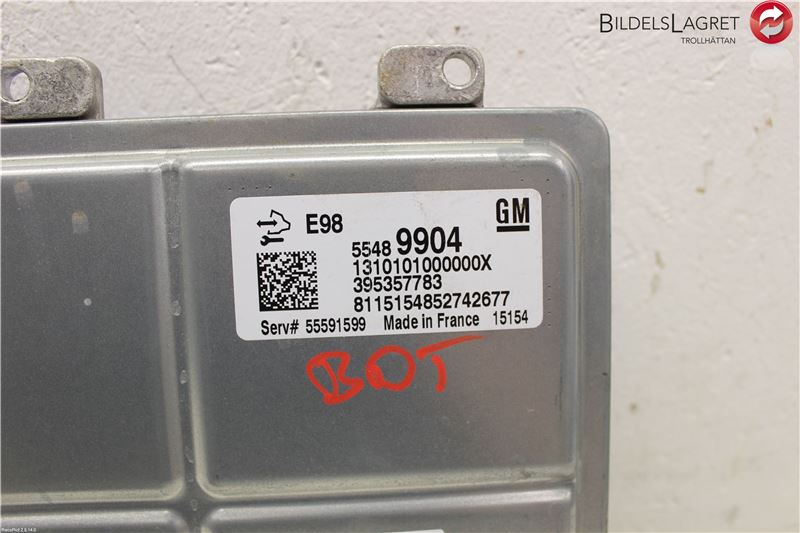 BILDELSLAGRET
TROLLHÄTTAN
E98
GM
5548 9904
1310101000000X
395357783
8115154852742677
Serv# 55591599 Made in France 15154
BOT